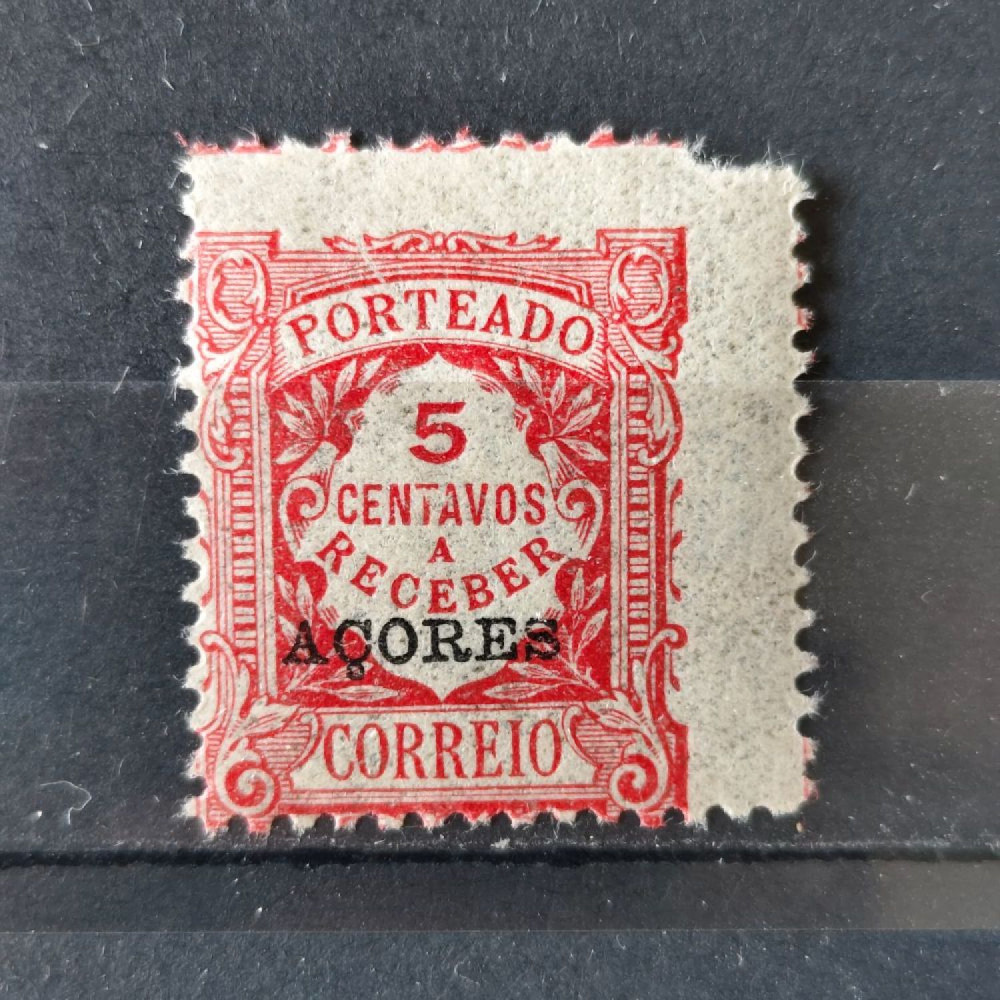 PORTEADO
5
CENTAVOS
A
RECEBER
AÇORES
CORREIO